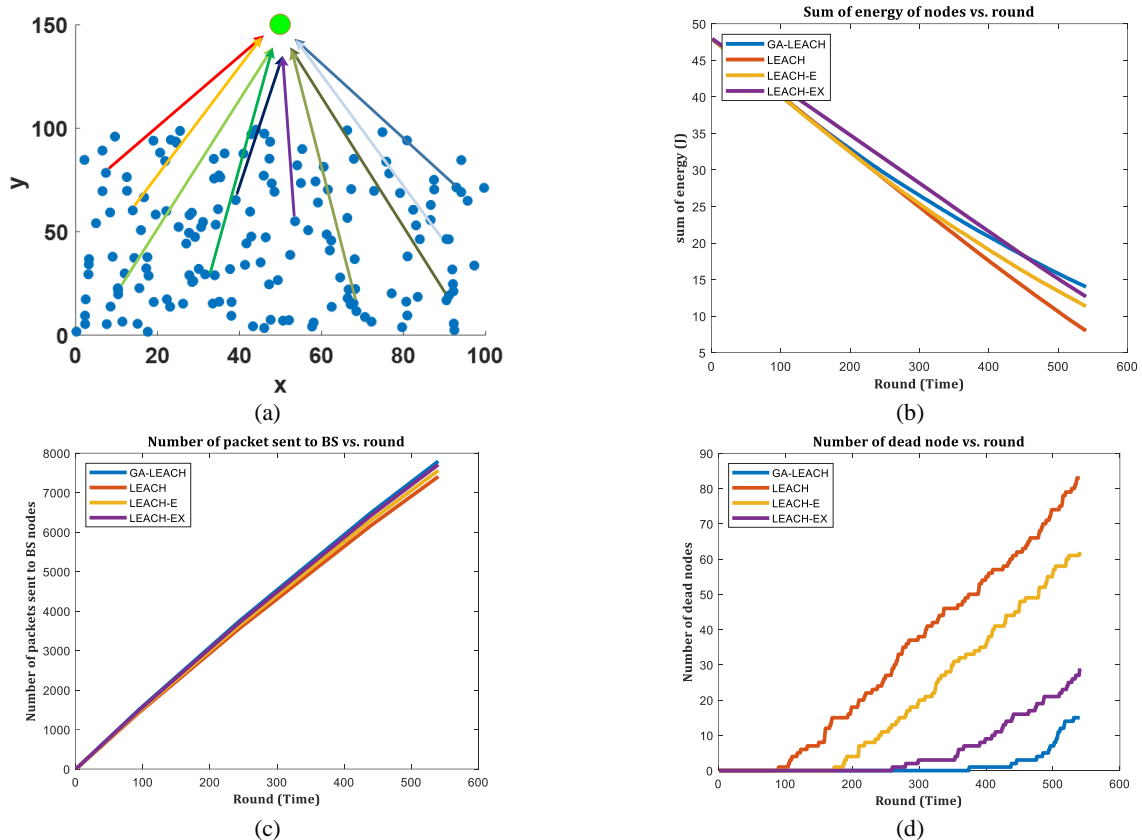 150
100
50
0
y
0 20 40 60 80 100
x
(a)
Sum of energy of nodes vs. round
50
45
40
35
30
25
20
15
10
5
sum of energy (J)
GA-LEACH
LEACH
LEACH-E
LEACH-EX
0 100 200 300 400 500 600
Round (Time)
(b)
Number of packet sent to BS vs. round
8000
7000
6000
5000
4000
3000
2000
1000
0
Number of packets sent to BS nodes
GA-LEACH
LEACH
LEACH-E
LEACH-EX
0 100 200 300 400 500 600
Round (Time)
(c)
Number of dead node vs. round
90
80
70
60
50
40
30
20
10
0
Number of dead nodes
GA-LEACH
LEACH
LEACH-E
LEACH-EX
0 100 200 300 400 500 600
Round (Time)
(d)